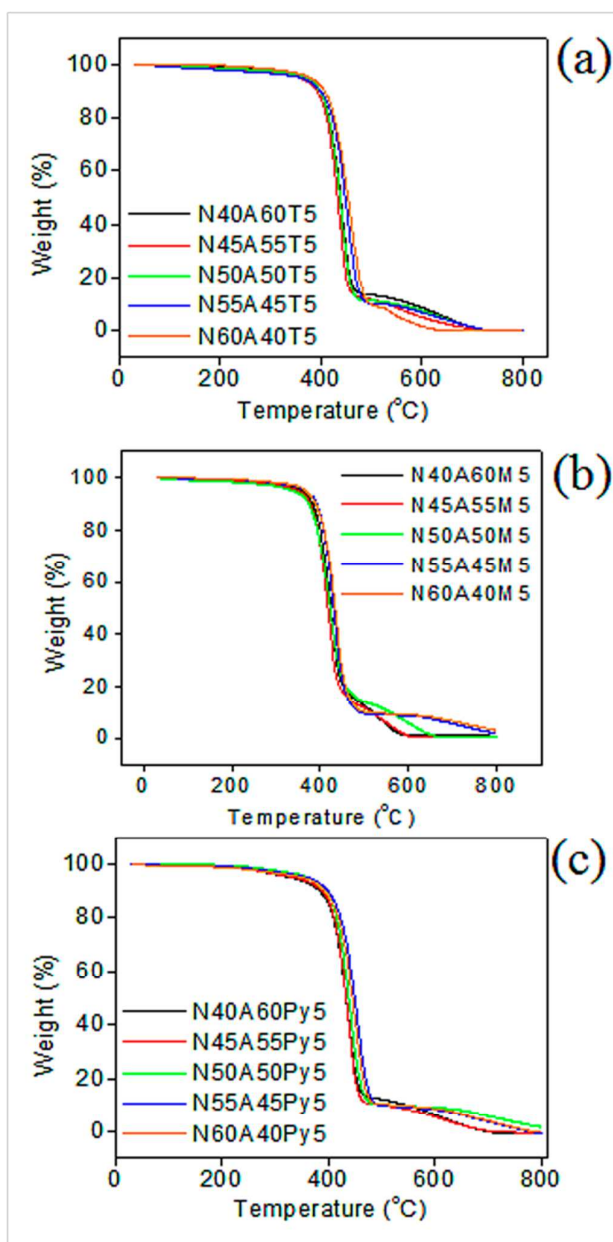 (a)
100
80
60
40
20
0
Weight (%)
N40A60T5
N45A55T5
N50A50T5
N55A45T5
N60A40T5
0 200 400 600 800
Temperature (°C)
(b)
100
80
60
40
20
0
Weight (%)
N40A60M5
N45A55M5
N50A50M5
N55A45M5
N60A40M5
0 200 400 600 800
Temperature (°C)
(c)
100
80
60
40
20
0
Weight (%)
N40A60Py5
N45A55Py5
N50A50Py5
N55A45Py5
N60A40Py5
0 200 400 600 800
Temperature (°C)